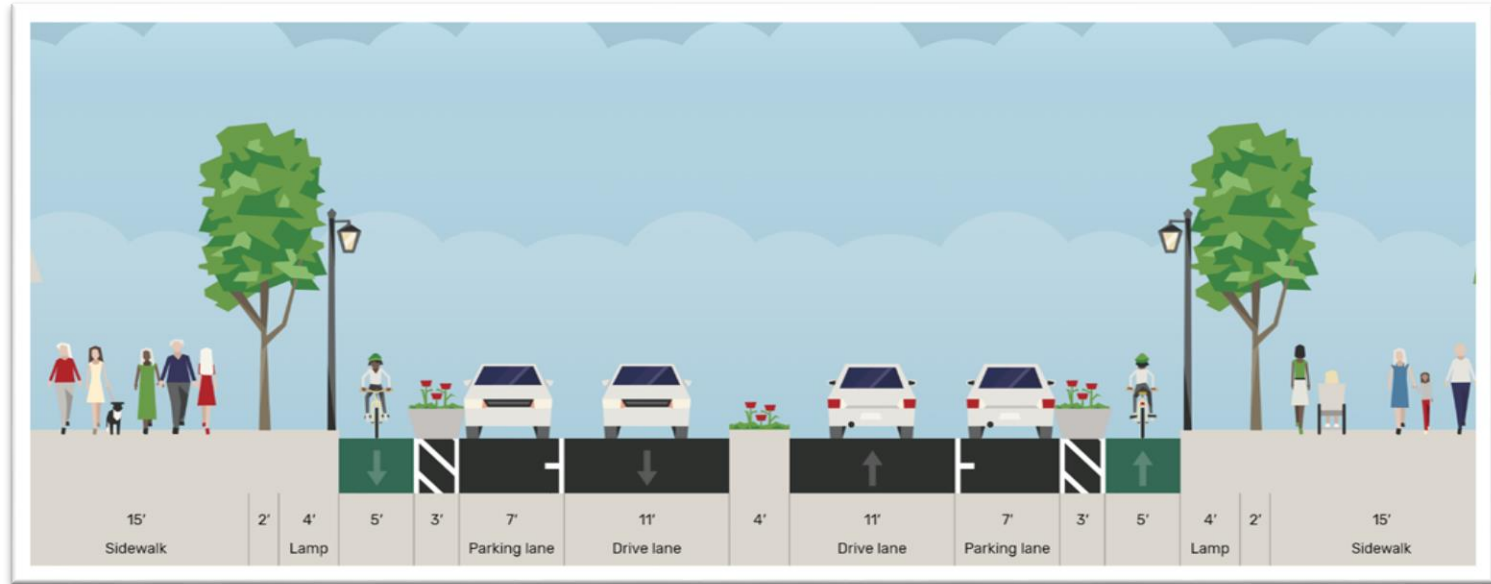 15' 2' 4' 5' 3' 7' 11' 4' 11' 7' 3' 5' 4' 2' 15'
Sidewalk Lamp Parking lane Drive lane Drive lane Parking lane Lamp Sidewalk